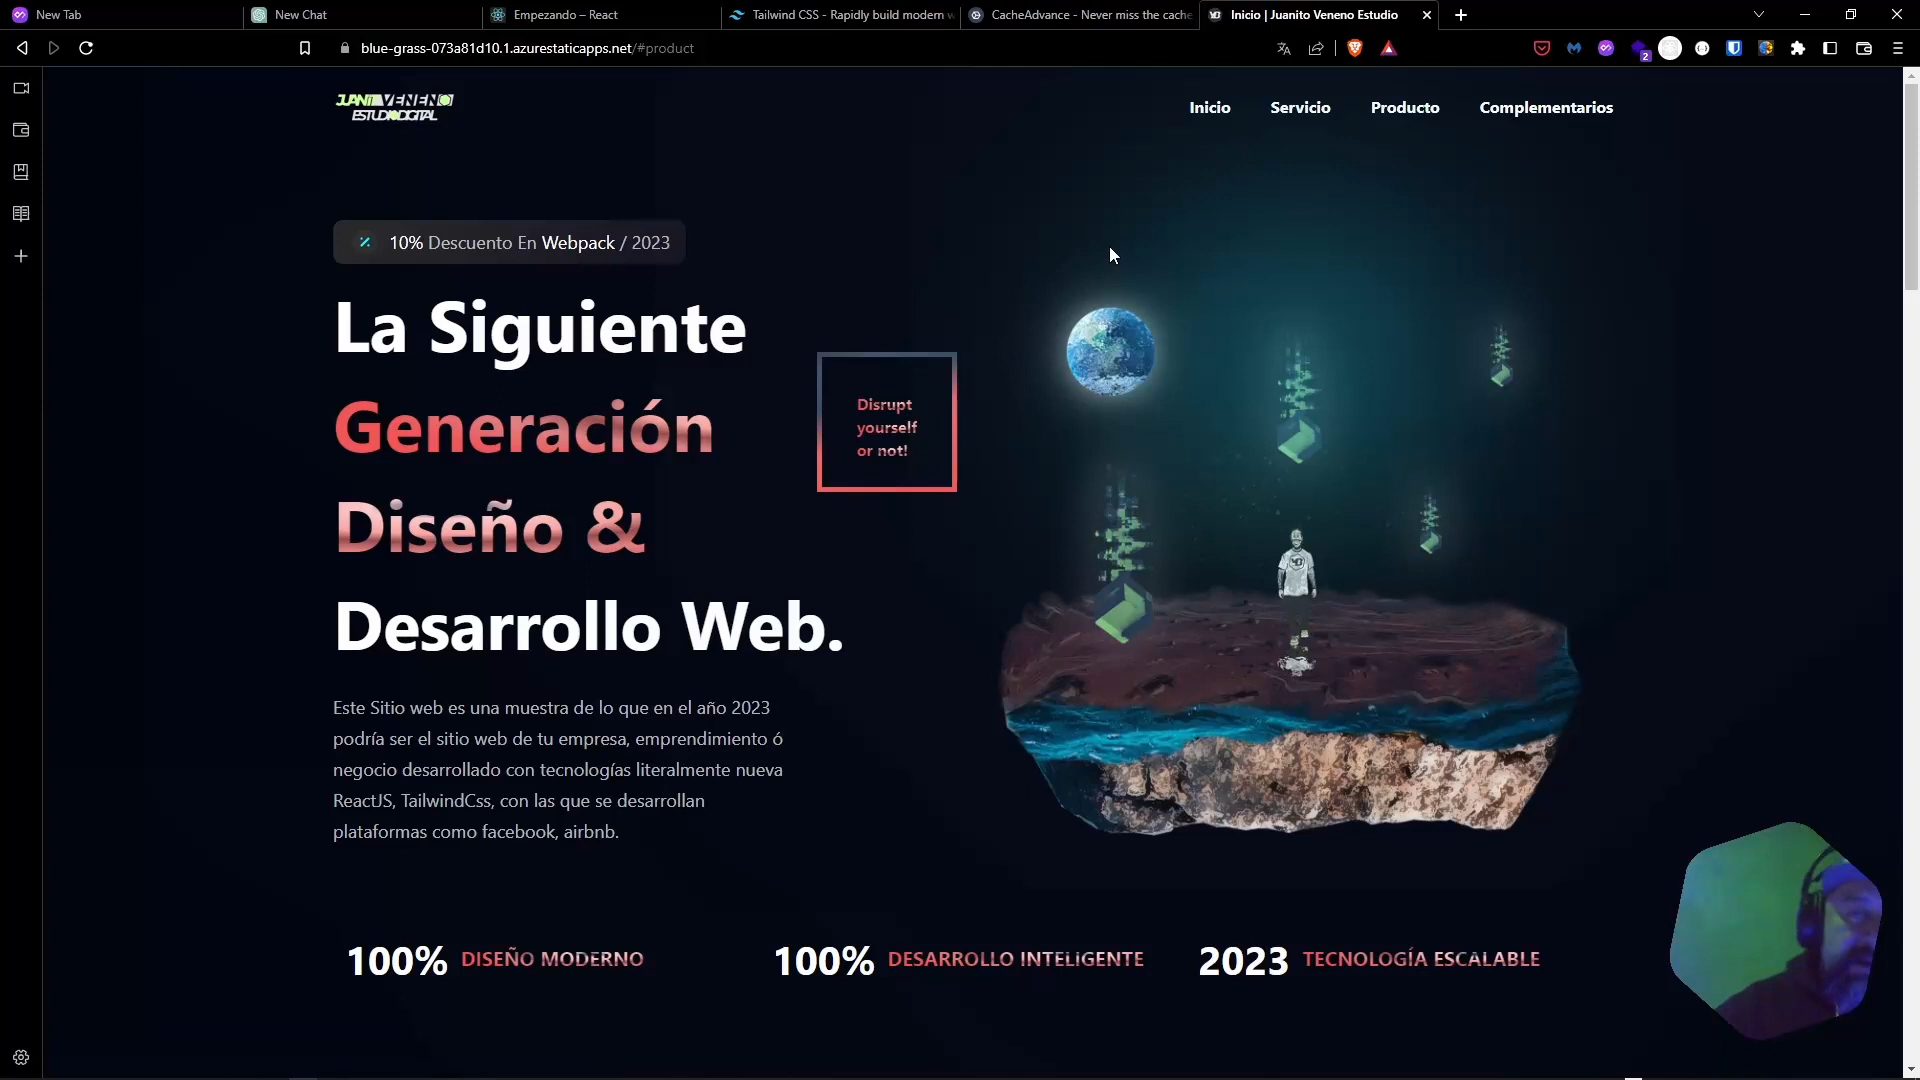 New Tab
New Chat
Empezando – React
Tailwind CSS - Rapidly build modern w
CacheAdvance - Never miss the cache
Inicio | Juanito Veneno Estudio
blue-grass-073a81d10.1.azurestaticapps.net/#product
2
JUANITO VENENO
ESTUDIO DIGITAL
Inicio
Servicio
Producto
Complementarios
10% Descuento En Webpack / 2023
La Siguiente
Generación
Diseño &
Desarrollo Web.
Disrupt
yourself
or not!
Este Sitio web es una muestra de lo que en el año 2023
podría ser el sitio web de tu empresa, emprendimiento ó
negocio desarrollado con tecnologías literalmente nueva
ReactJS, TailwindCss, con las que se desarrollan
plataformas como facebook, airbnb.
100% DISEÑO MODERNO
100% DESARROLLO INTELIGENTE
2023 TECNOLOGÍA ESCALABLE